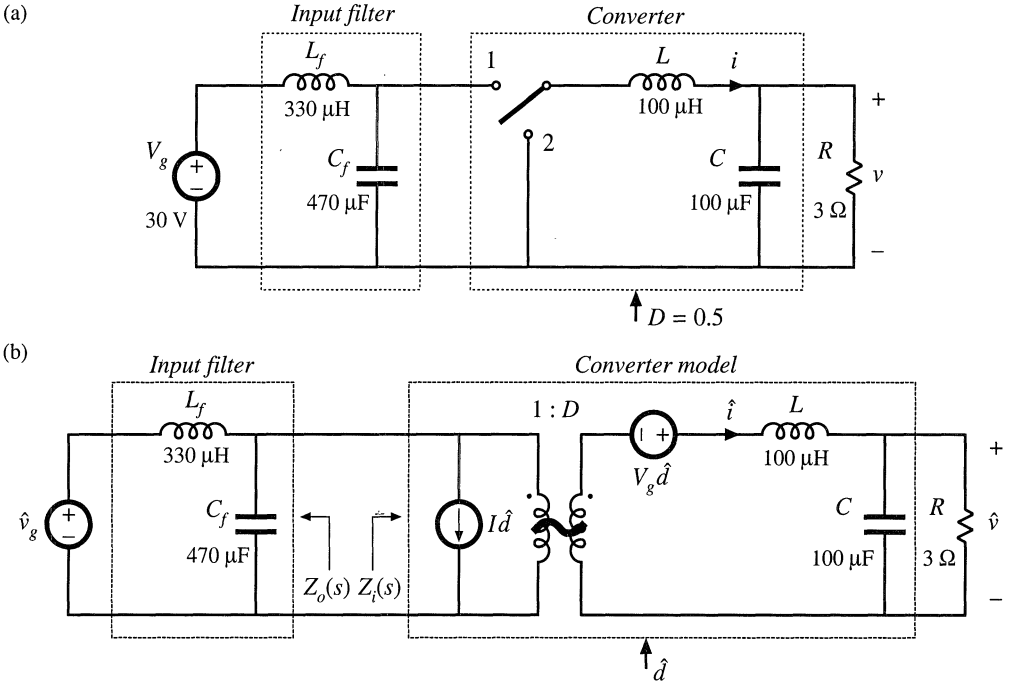 (a)
Input filter
Converter
L_f
330 μH
1
L
i
100 μH
2
V_g
+
−
30 V
C_f
470 μF
C
100 μF
R
3 Ω
+
v
−
D = 0.5
(b)
Input filter
Converter model
L_f
330 μH
1 : D
− +
V_g d̂
î
L
100 μH
v̂_g
+
−
C_f
470 μF
Z_o(s) Z_i(s)
I d̂
C
100 μF
R
3 Ω
+
v̂
−
d̂